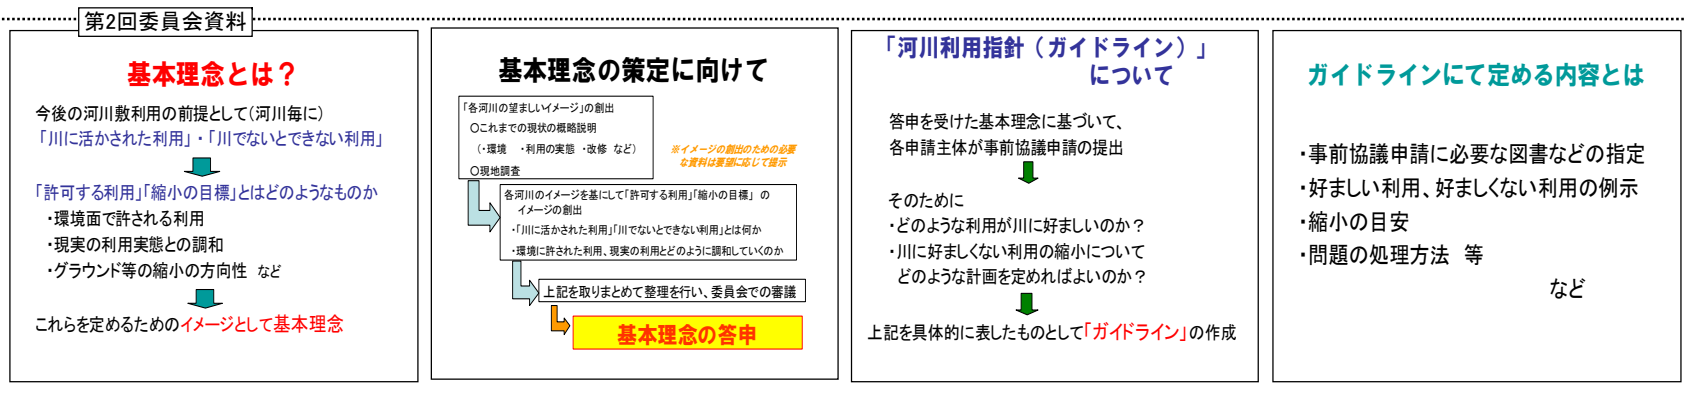 第2回委員会資料
基本理念とは？
今後の河川敷利用の前提として(河川毎に)
「川に活かされた利用」・「川でないとできない利用」
「許可する利用」「縮小の目標」とはどのようなものか
・環境面で許される利用
・現実の利用実態との調和
・グラウンド等の縮小の方向性 など
これらを定めるためのイメージとして基本理念
基本理念の策定に向けて
「各河川の望ましいイメージ」の創出
○これまでの現状の概略説明
（・環境 ・利用の実態 ・改修 など）
○現地調査
※イメージの創出のための必要
な資料は要望に応じて提示
各河川のイメージを基にして「許可する利用」「縮小の目標」 の
イメージの創出
・「川に活かされた利用」「川でないとできない利用」とは何か
・環境に許された利用、現実の利用とどのように調和していくのか
上記を取りまとめて整理を行い、委員会での審議
基本理念の答申
「河川利用指針（ガイドライン）」
について
答申を受けた基本理念に基づいて、
各申請主体が事前協議申請の提出
そのために
・どのような利用が川に好ましいのか？
・川に好ましくない利用の縮小について
どのような計画を定めればよいのか？
上記を具体的に表したものとして「ガイドライン」の作成
ガイドラインにて定める内容とは
・事前協議申請に必要な図書などの指定
・好ましい利用、好ましくない利用の例示
・縮小の目安
・問題の処理方法 等
など